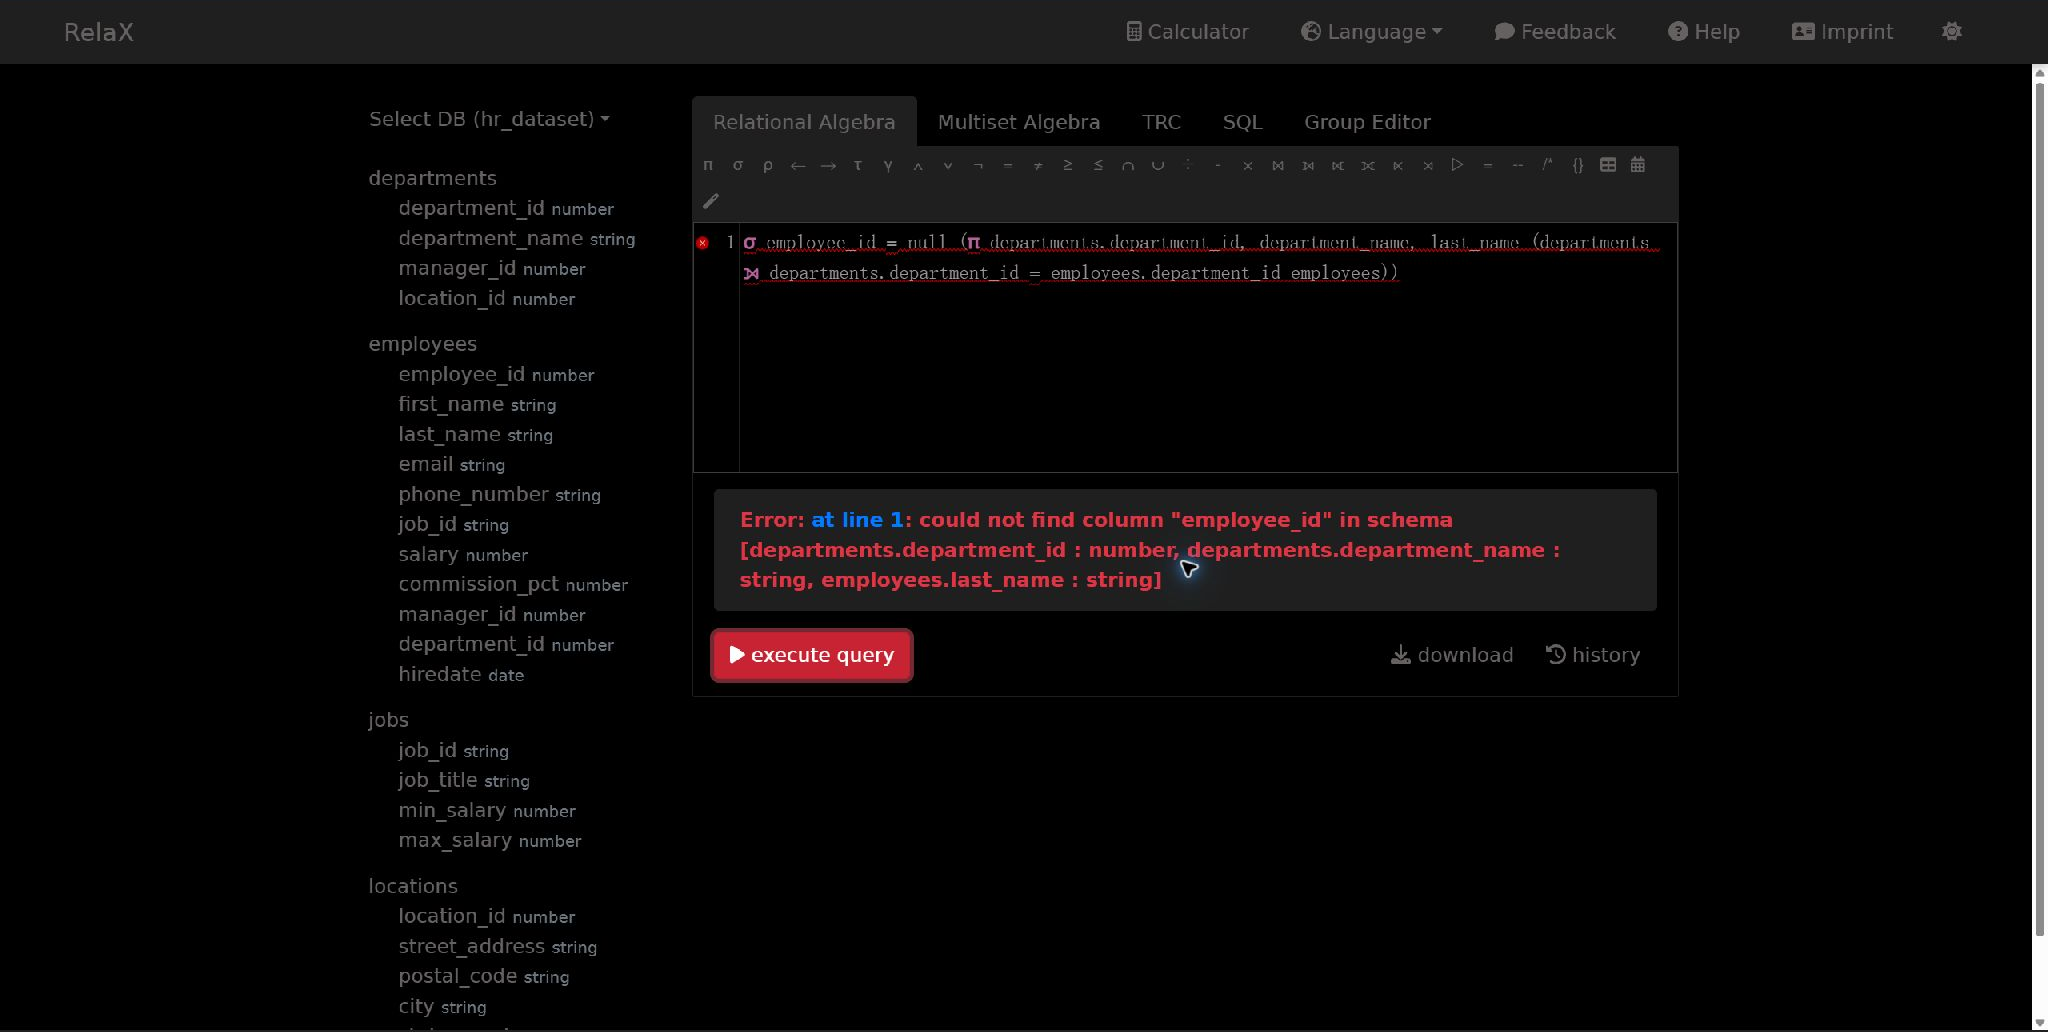 RelaX
Calculator
Language
Feedback
Help
Imprint
Select DB (hr_dataset)
departments
department_id number
department_name string
manager_id number
location_id number
employees
employee_id number
first_name string
last_name string
email string
phone_number string
job_id string
salary number
commission_pct number
manager_id number
department_id number
hiredate date
jobs
job_id string
job_title string
min_salary number
max_salary number
locations
location_id number
street_address string
postal_code string
city string
Relational Algebra
Multiset Algebra
TRC
SQL
Group Editor
π σ ρ ← → τ γ ∧ ∨ ¬ = ≠ ≥ ≤ ∩ ∪ ÷ - ⨯ ⨝ ⟕ ⟖ ⟗ ⋉ ⋊ ▷ = -- /* {}
1 σ employee_id = null (π departments.department_id, department_name, last_name (departments
⟕ departments.department_id = employees.department_id employees))
Error: at line 1: could not find column "employee_id" in schema
[departments.department_id : number, departments.department_name :
string, employees.last_name : string]
execute query
download
history